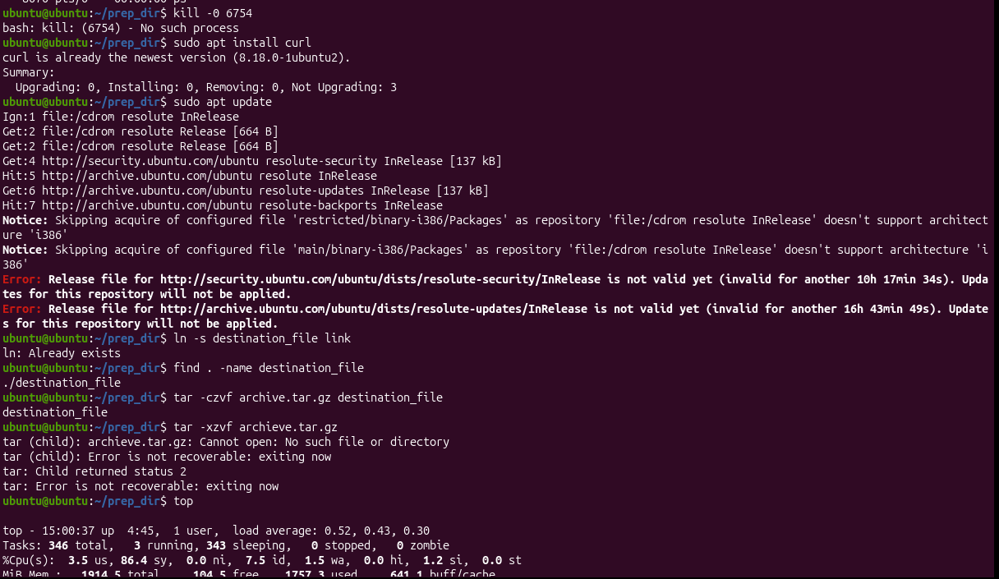 ubuntu@ubuntu:~/prep_dir$ kill -0 6754
bash: kill: (6754) - No such process
ubuntu@ubuntu:~/prep_dir$ sudo apt install curl
curl is already the newest version (8.18.0-1ubuntu2).
Summary:
  Upgrading: 0, Installing: 0, Removing: 0, Not Upgrading: 3
ubuntu@ubuntu:~/prep_dir$ sudo apt update
Ign:1 file:/cdrom resolute InRelease
Get:2 file:/cdrom resolute Release [664 B]
Get:2 file:/cdrom resolute Release [664 B]
Get:4 http://security.ubuntu.com/ubuntu resolute-security InRelease [137 kB]
Hit:5 http://archive.ubuntu.com/ubuntu resolute InRelease
Get:6 http://archive.ubuntu.com/ubuntu resolute-updates InRelease [137 kB]
Hit:7 http://archive.ubuntu.com/ubuntu resolute-backports InRelease
Notice: Skipping acquire of configured file 'restricted/binary-i386/Packages' as repository 'file:/cdrom resolute InRelease' doesn't support architect
ure 'i386'
Notice: Skipping acquire of configured file 'main/binary-i386/Packages' as repository 'file:/cdrom resolute InRelease' doesn't support architecture 'i
386'
Error: Release file for http://security.ubuntu.com/ubuntu/dists/resolute-security/InRelease is not valid yet (invalid for another 10h 17min 34s). Upda
tes for this repository will not be applied.
Error: Release file for http://archive.ubuntu.com/ubuntu/dists/resolute-updates/InRelease is not valid yet (invalid for another 16h 43min 49s). Update
s for this repository will not be applied.
ubuntu@ubuntu:~/prep_dir$ ln -s destination_file link
ln: Already exists
ubuntu@ubuntu:~/prep_dir$ find . -name destination_file
./destination_file
ubuntu@ubuntu:~/prep_dir$ tar -czvf archive.tar.gz destination_file
destination_file
ubuntu@ubuntu:~/prep_dir$ tar -xzvf archieve.tar.gz
tar (child): archieve.tar.gz: Cannot open: No such file or directory
tar (child): Error is not recoverable: exiting now
tar: Child returned status 2
tar: Error is not recoverable: exiting now
ubuntu@ubuntu:~/prep_dir$ top
top - 15:00:37 up  4:45,  1 user,  load average: 0.52, 0.43, 0.30
Tasks: 346 total,   3 running, 343 sleeping,   0 stopped,   0 zombie
%Cpu(s):  3.5 us, 86.4 sy,  0.0 ni,  7.5 id,  1.5 wa,  0.0 hi,  1.2 si,  0.0 st
MiB Mem :   1914.5 total,    104.5 free,   1757.3 used,    641.1 buff/cache